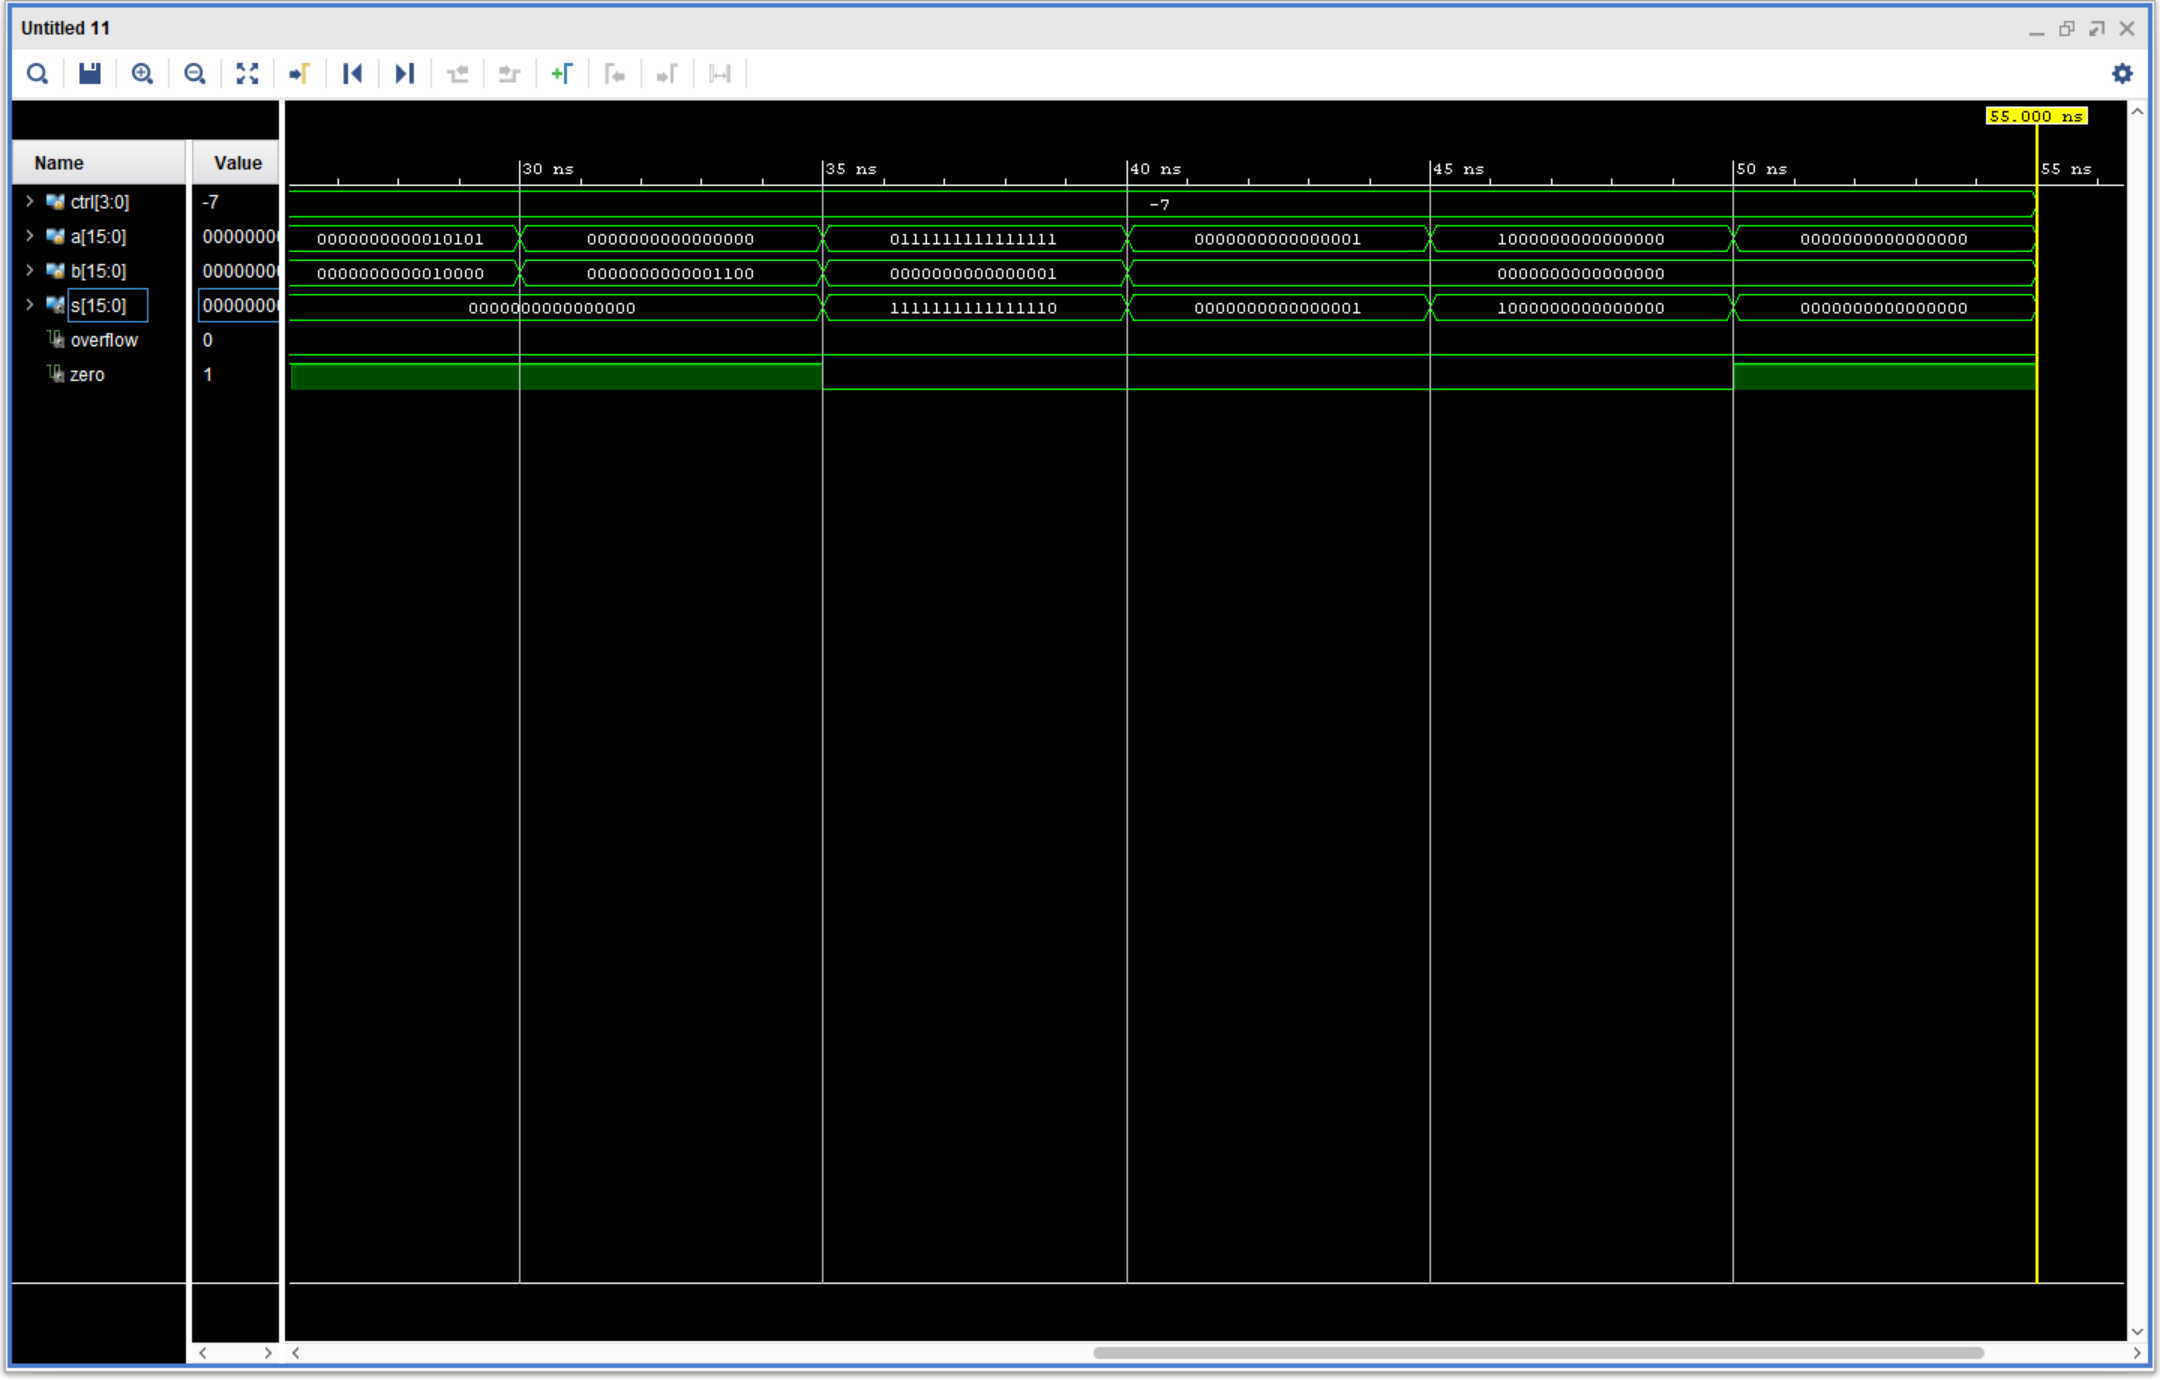 Untitled 11
55.000 ns
Name Value 30 ns 35 ns 40 ns 45 ns 50 ns 55 ns
ctrl[3:0] -7 -7
a[15:0] 00000000 0000000000010101 0000000000000000 0111111111111111 0000000000000001 1000000000000000 0000000000000000
b[15:0] 00000000 0000000000010000 0000000000001100 0000000000000001 0000000000000000
s[15:0] 00000000 0000000000000000 1111111111111110 0000000000000001 1000000000000000 0000000000000000
overflow 0
zero 1